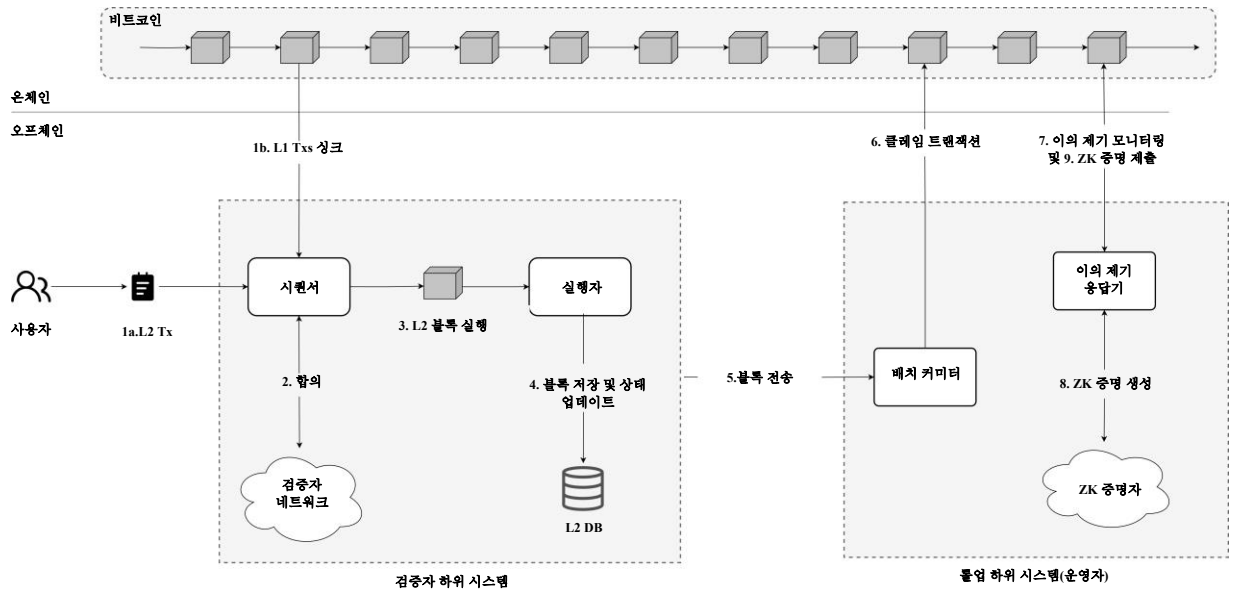 비트코인
온체인
오프체인
1b. L1 Txs 싱크
6. 클레임 트랜잭션
7. 이의 제기 모니터링
및 9. ZK 증명 제출
사용자
1a.L2 Tx
시퀀서
3. L2 블록 실행
실행자
이의 제기
응답기
2. 합의
4. 블록 저장 및 상태
업데이트
5.블록 전송
배치 커미터
8. ZK 증명 생성
검증자
네트워크
L2 DB
ZK 증명자
검증자 하위 시스템
롤업 하위 시스템(운영자)